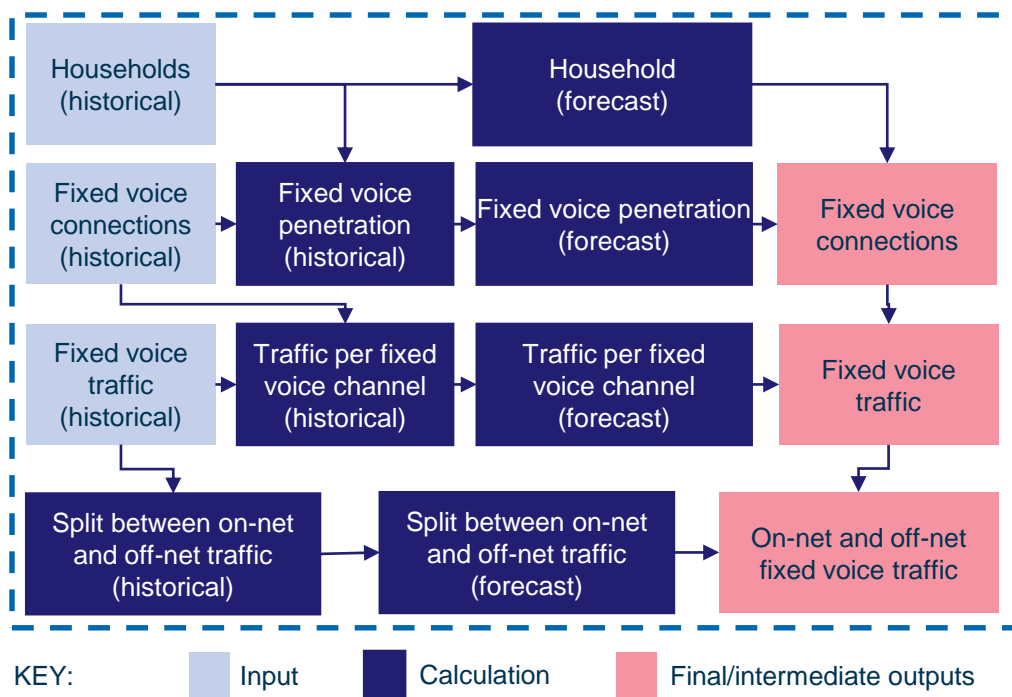 Households
(historical)
Household
(forecast)
Fixed voice
connections
(historical)
Fixed voice
penetration
(historical)
Fixed voice penetration
(forecast)
Fixed voice
connections
Fixed voice
traffic
(historical)
Traffic per fixed
voice channel
(historical)
Traffic per fixed
voice channel
(forecast)
Fixed voice
traffic
Split between on-net
and off-net traffic
(historical)
Split between on-net
and off-net traffic
(forecast)
On-net and off-net
fixed voice traffic
KEY:
Input
Calculation
Final/intermediate outputs